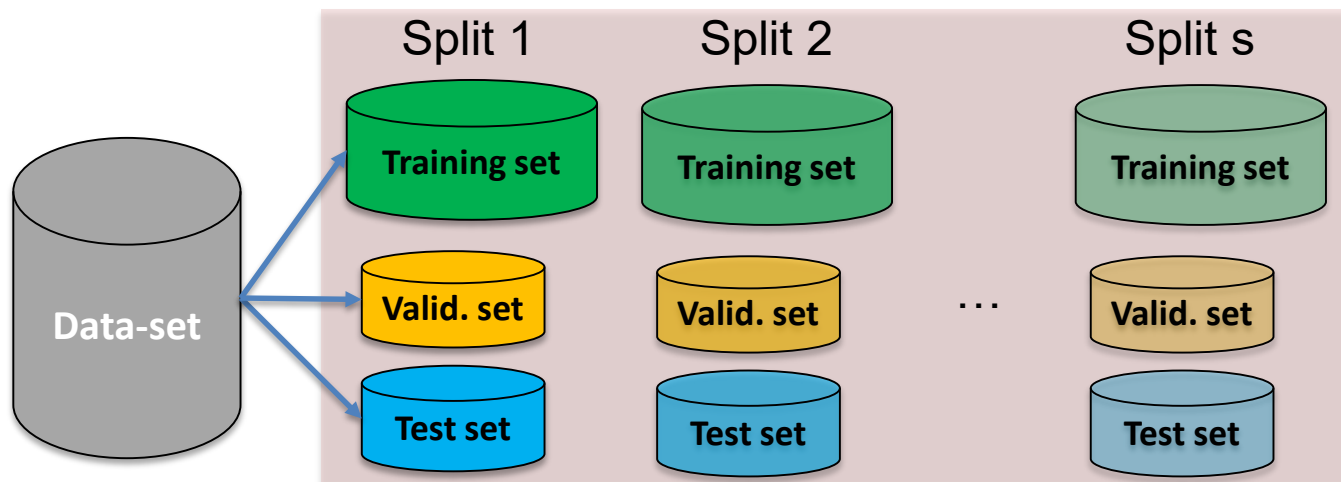 Split 1
Split 2
Split s
Training set
Training set
Training set
Data-set
Valid. set
Valid. set
...
Valid. set
Test set
Test set
Test set